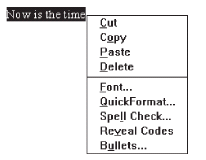 Now is the time
Cut
Copy
Paste
Delete
Font...
QuickFormat...
Spell Check...
Reveal Codes
Bullets...